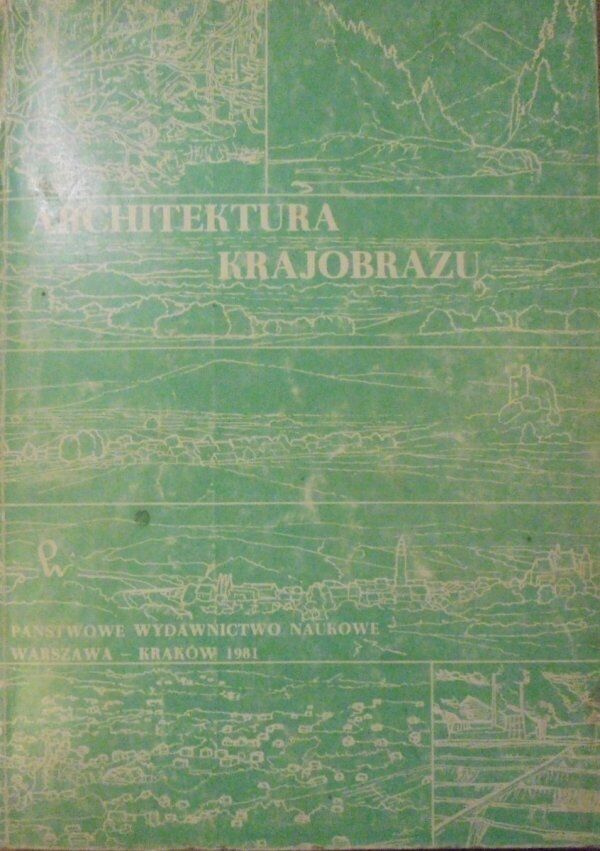 ARCHITEKTURA
KRAJOBRAZU
PAŃSTWOWE WYDAWNICTWO NAUKOWE
WARSZAWA – KRAKÓW 1981